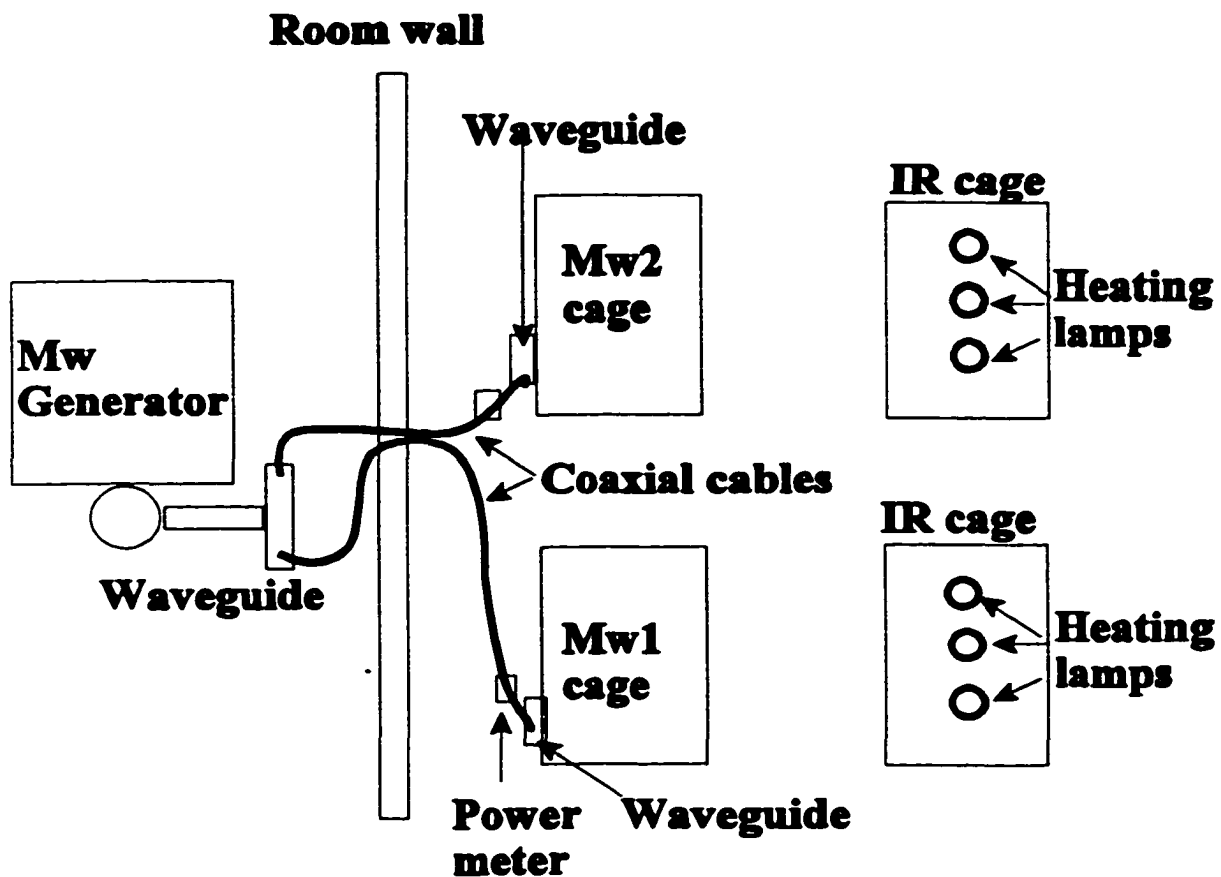 Room wall
Waveguide
IR cage
Mw2
cage
Heating
lamps
Mw
Generator
Coaxial cables
IR cage
Waveguide
Mw1
cage
Heating
lamps
Power
meter
Waveguide